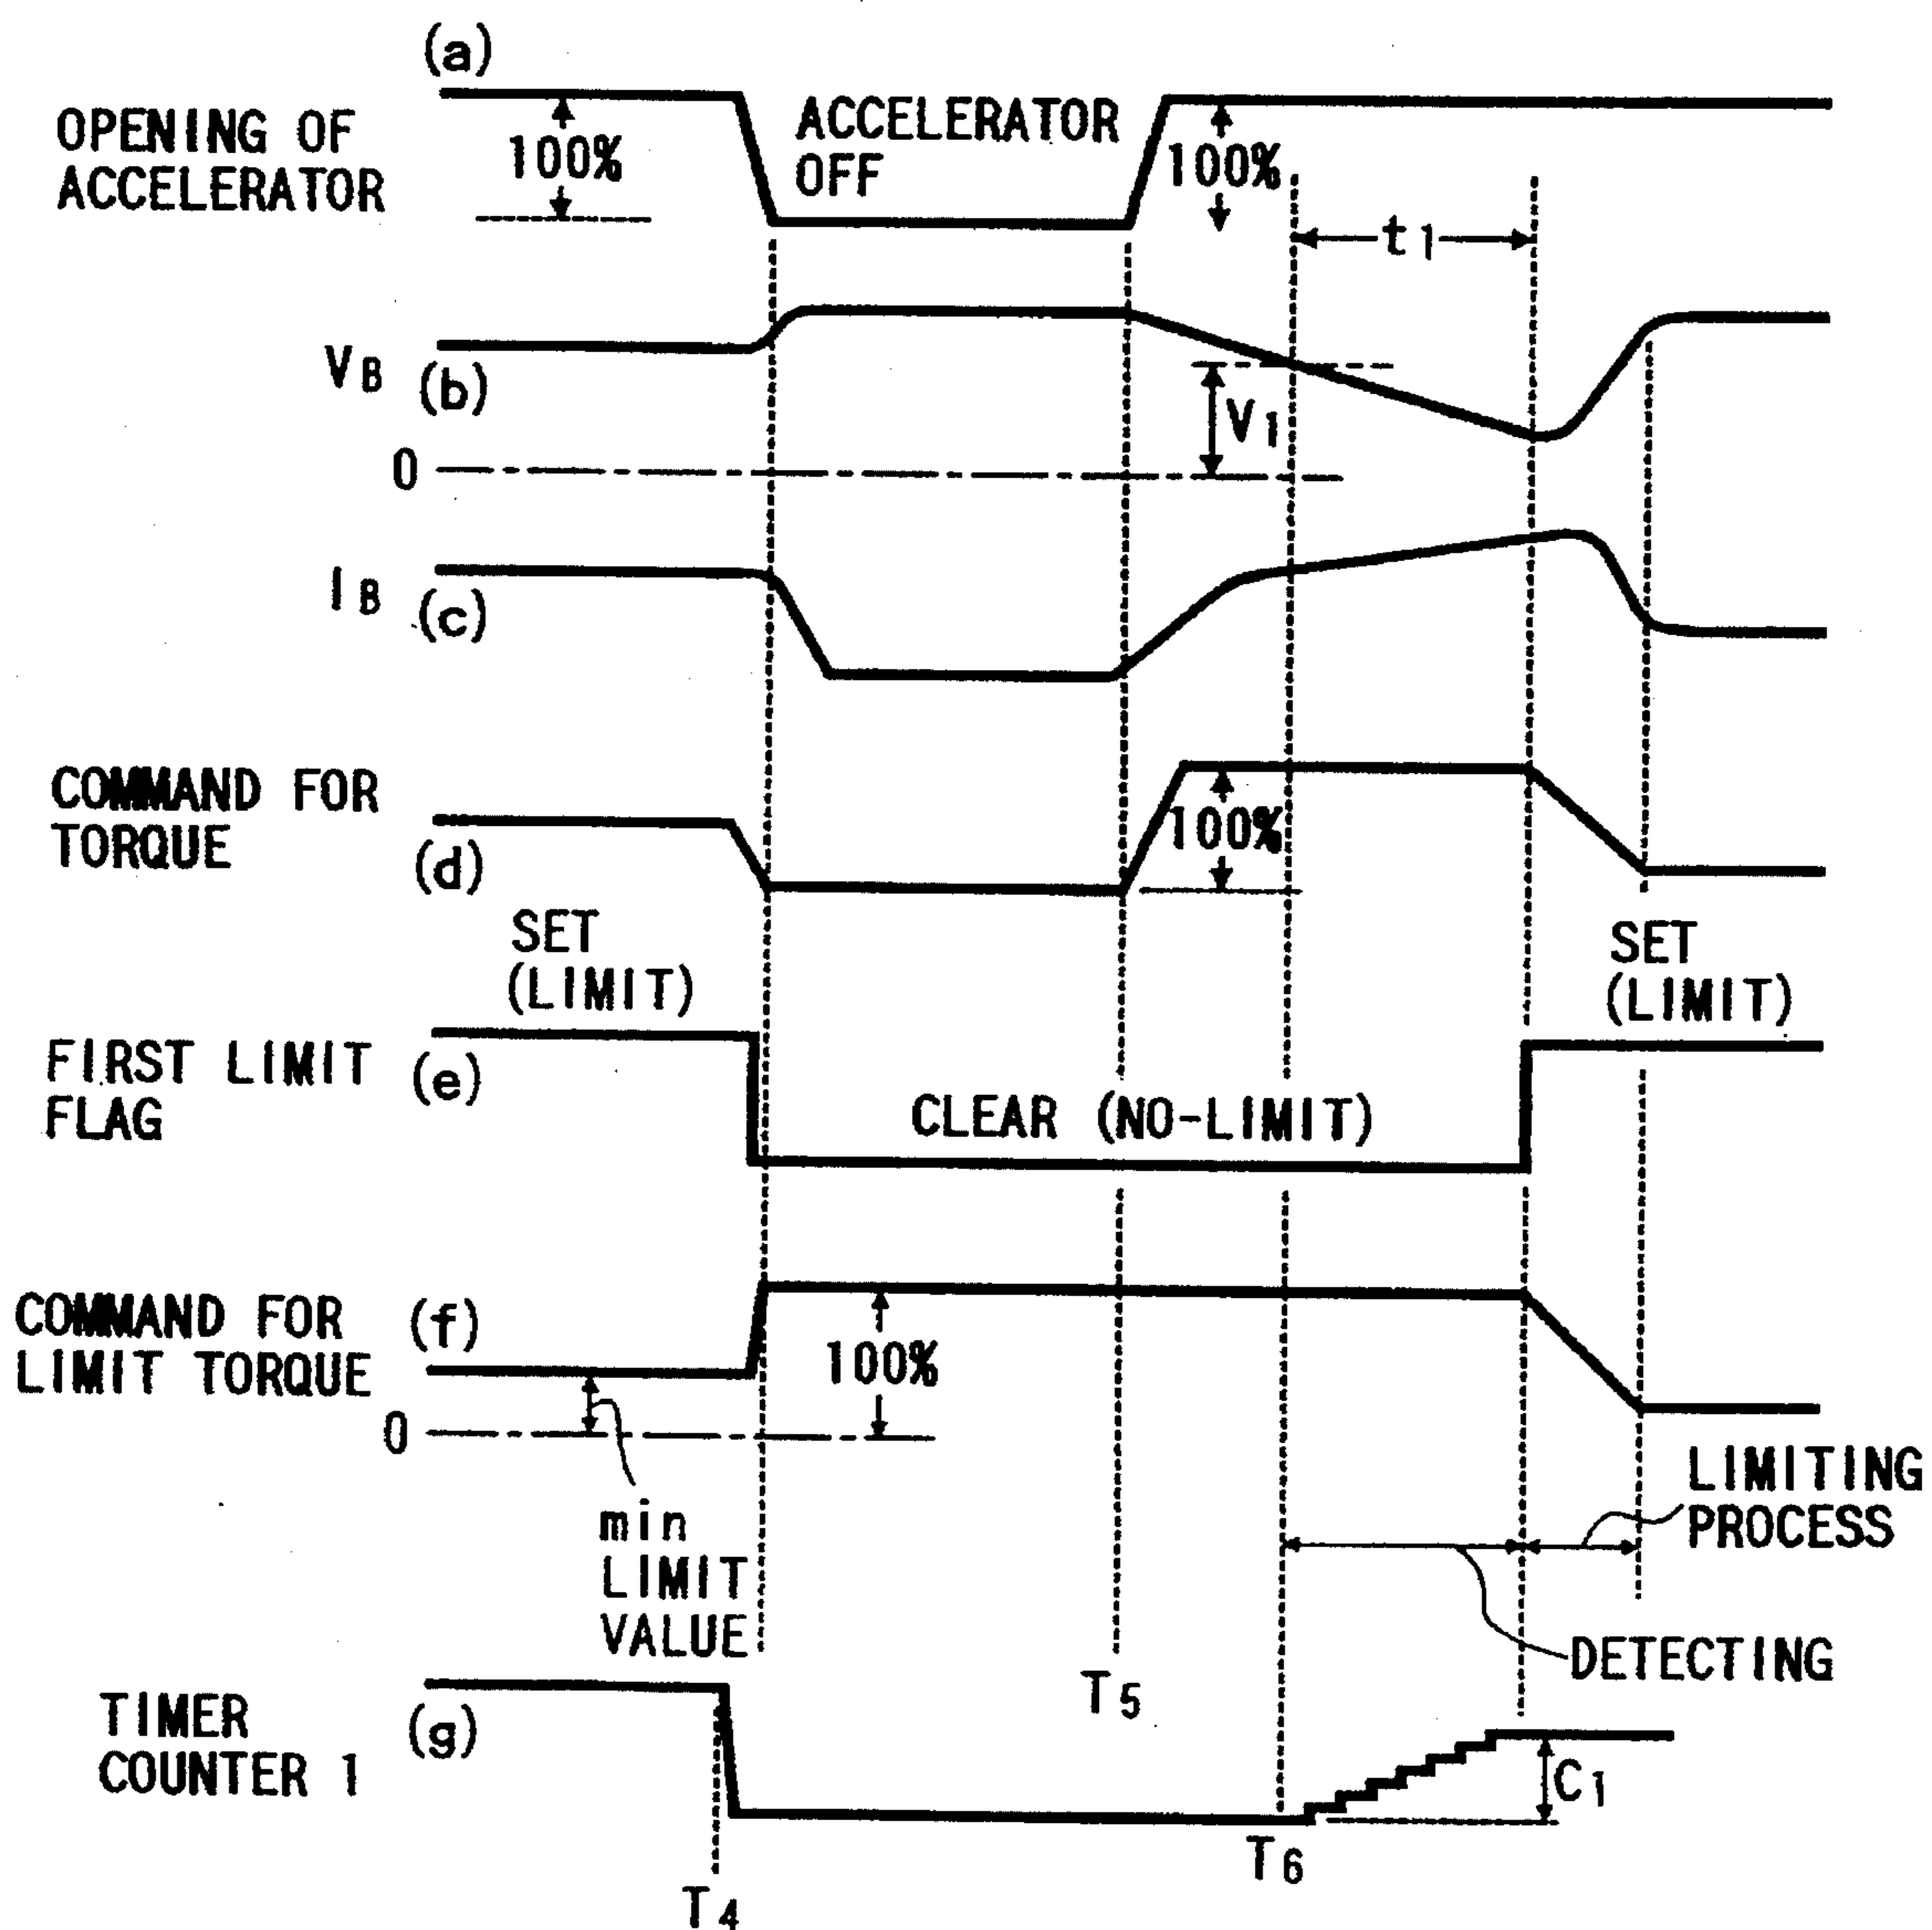 (a)
OPENING OF
ACCELERATOR
100%
ACCELERATOR
OFF
100%
t1
VB
(b)
V1
0
IB
(c)
COMMAND FOR
TORQUE
(d)
100%
SET
(LIMIT)
SET
(LIMIT)
FIRST LIMIT
FLAG
(e)
CLEAR (NO-LIMIT)
COMMAND FOR
LIMIT TORQUE
(f)
100%
0
min
LIMIT
VALUE
LIMITING
PROCESS
DETECTING
T5
TIMER
COUNTER 1
(g)
C1
T6
T4